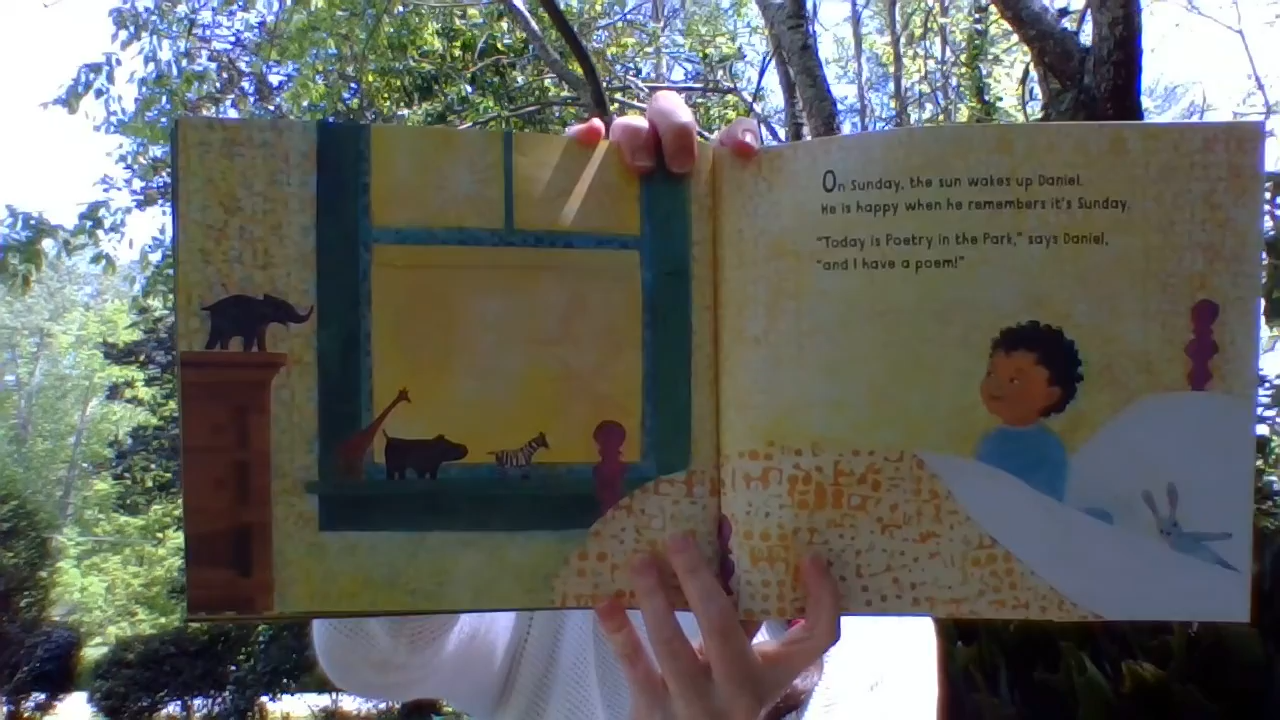 On Sunday, the sun wakes up Daniel.
He is happy when he remembers it's Sunday.
"Today is Poetry in the Park," says Daniel,
"and I have a poem!"